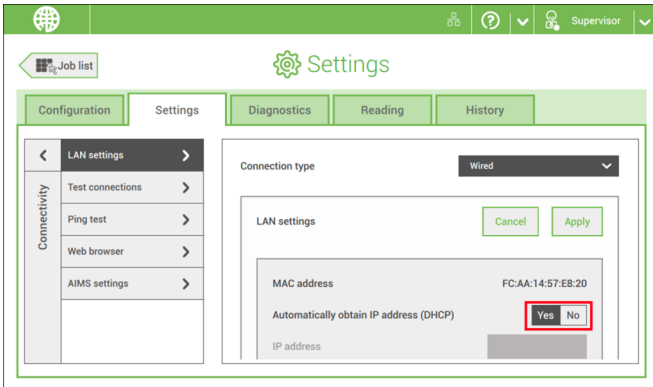 Supervisor
Job list
Settings
Configuration
Settings
Diagnostics
Reading
History
Connectivity
LAN settings
Test connections
Ping test
Web browser
AIMS settings
Connection type
Wired
LAN settings
Cancel
Apply
MAC address
FC:AA:14:57:E8:20
Automatically obtain IP address (DHCP)
Yes
No
IP address